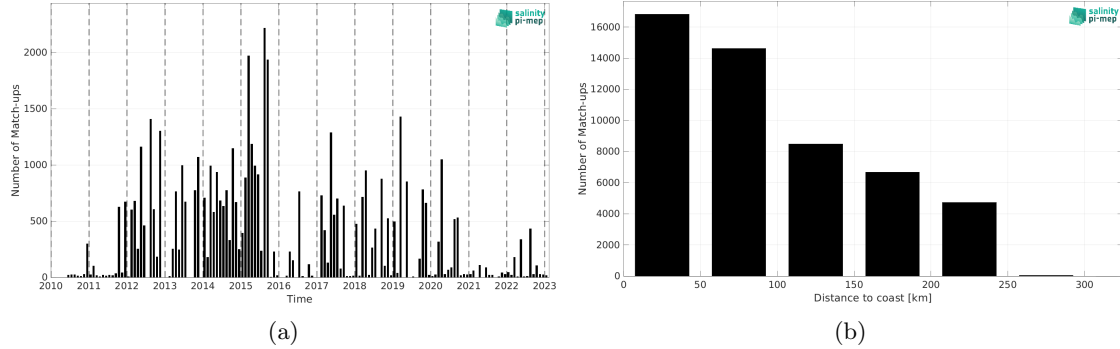 salinity
pi-mep
Number of Match-ups
2000
1500
1000
500
0
2010 2011 2012 2013 2014 2015 2016 2017 2018 2019 2020 2021 2022 2023
Time
(a)
salinity
pi-mep
Number of Match-ups
16000
14000
12000
10000
8000
6000
4000
2000
0
0 50 100 150 200 250 300
Distance to coast [km]
(b)